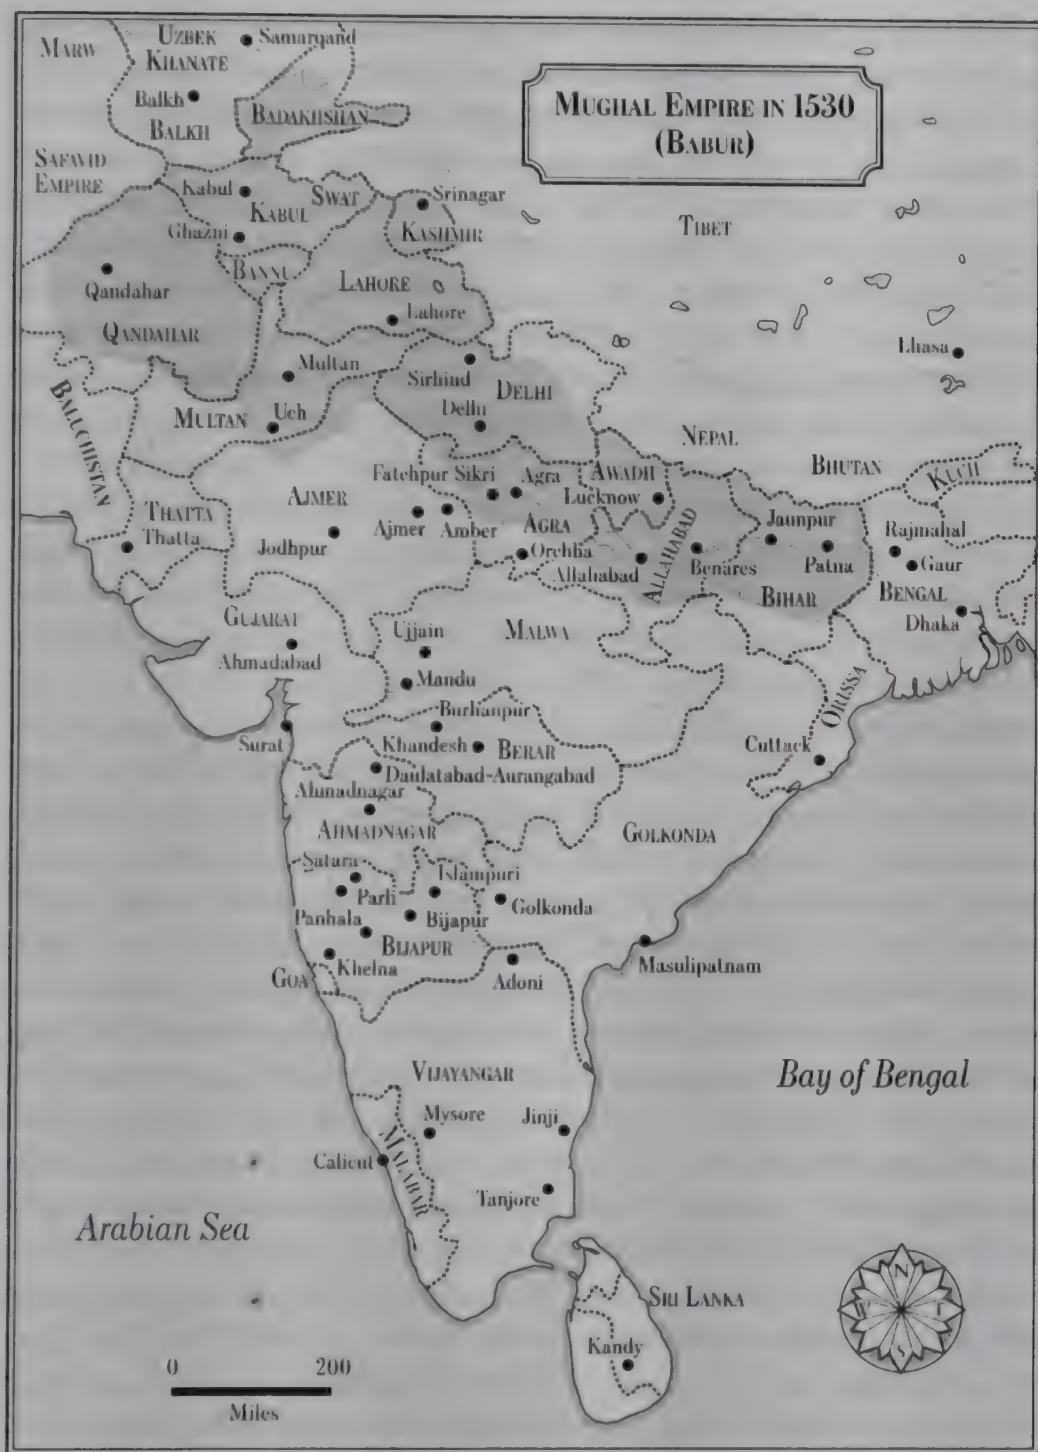 MUGHAL EMPIRE IN 1530
(BABUR)
MARW
UZBEK
KHANATE
Samarqand
Balkh
BALKH
BADAKHSHAN
SAFAVID
EMPIRE
Kabul
KABUL
SWAT
Srinagar
KASHMIR
TIBET
Ghazni
BANNU
LAHORE
Lahore
Qandahar
QANDAHAR
Lhasa
Multan
Sirhind
DELHI
Delhi
MULTAN
Uch
BALUCHISTAN
NEPAL
BHUTAN
KUCH
Fatehpur Sikri
Agra
AWADH
Lucknow
AJMER
THATTA
Thatta
Jodhpur
Ajmer
Amber
AGRA
Orchha
Allahabad
ALLAHABAD
Benares
Jaunpur
Patna
BIHAR
Rajmahal
Gaur
BENGAL
Dhaka
GUJARAT
Ahmadabad
Ujjain
MALWA
Mandu
ORISSA
Burhanpur
Surat
Khandesh
BERAR
Cuttack
Daulatabad-Aurangabad
Ahmadnagar
AHMADNAGAR
GOLKONDA
Satara
Parli
Islampuri
Golkonda
Panhala
Bijapur
BIJAPUR
GOA
Khelna
Adoni
Masulipatnam
VIJAYANGAR
Bay of Bengal
Mysore
Jinji
Calicut
MALABAR
Tanjore
Arabian Sea
SRI LANKA
Kandy
N
W
E
S
0 200
Miles